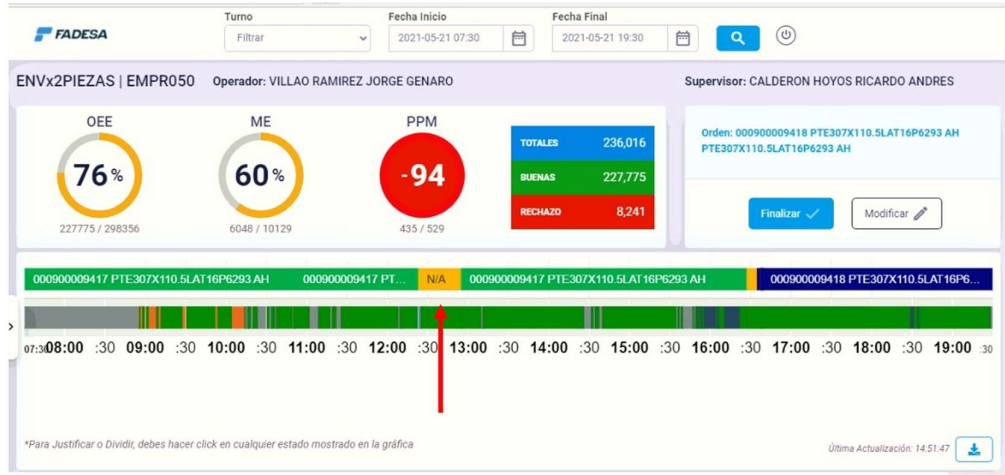 FADESA
Turno
Filtrar
Fecha Inicio
2021-05-21 07:30
Fecha Final
2021-05-21 19:30
ENVx2PIEZAS | EMPR050 Operador: VILLAO RAMIREZ JORGE GENARO
Supervisor: CALDERON HOYOS RICARDO ANDRES
OEE
76 %
227775 / 298356
ME
60 %
6048 / 10129
PPM
-94
435 / 529
TOTALES 236,016
BUENAS 227,775
RECHAZO 8,241
Orden: 000900009418 PTE307X110.5LAT16P6293 AH
PTE307X110.5LAT16P6293 AH
Finalizar
Modificar
000900009417 PTE307X110.5LAT16P6293 AH 000900009417 PT... N/A 000900009417 PTE307X110.5LAT16P6293 AH 000900009418 PTE307X110.5LAT16P6...
07:30 08:00 :30 09:00 :30 10:00 :30 11:00 :30 12:00 :30 13:00 :30 14:00 :30 15:00 :30 16:00 :30 17:00 :30 18:00 :30 19:00 :30
*Para Justificar o Dividir, debes hacer click en cualquier estado mostrado en la gráfica
Última Actualización: 14:51:47